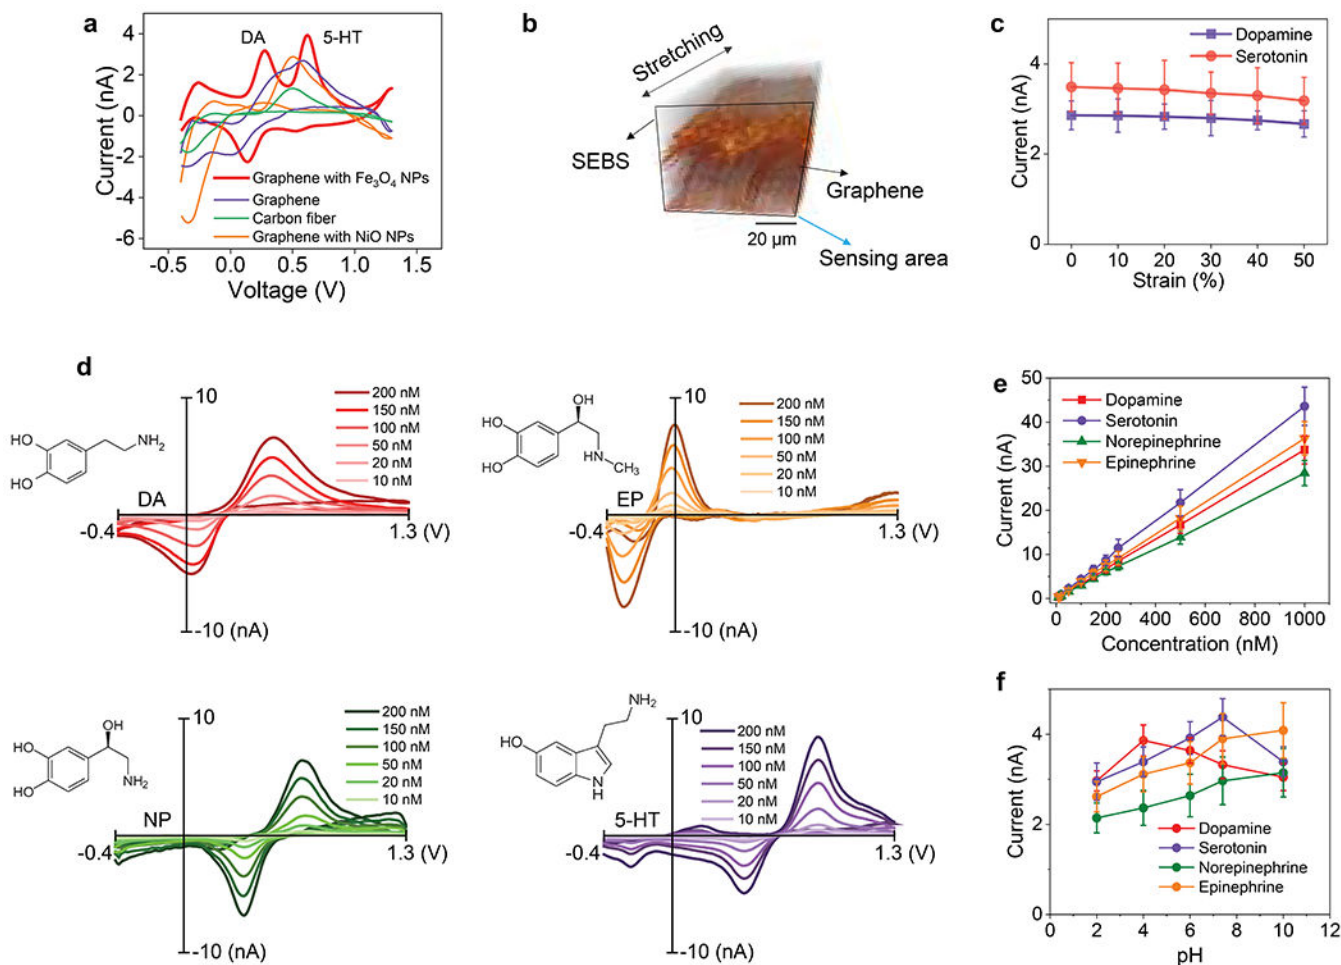 a
DA
5-HT
4
2
0
-2
-4
-6
Current (nA)
Graphene with Fe₃O₄ NPs
Graphene
Carbon fiber
Graphene with NiO NPs
-0.5
0.0
0.5
1.0
1.5
Voltage (V)
b
Stretching
SEBS
Graphene
20 µm
Sensing area
c
Dopamine
Serotonin
4
2
0
Current (nA)
0
10
20
30
40
50
Strain (%)
d
HO
HO
NH₂
DA
10
200 nM
150 nM
100 nM
50 nM
20 nM
10 nM
-0.4
1.3 (V)
-10 (nA)
OH
HO
HO
HN
CH₃
EP
10
200 nM
150 nM
100 nM
50 nM
20 nM
10 nM
-0.4
1.3 (V)
-10 (nA)
OH
HO
HO
NH₂
NP
10
200 nM
150 nM
100 nM
50 nM
20 nM
10 nM
-0.4
1.3 (V)
-10 (nA)
NH₂
HO
N
H
5-HT
10
200 nM
150 nM
100 nM
50 nM
20 nM
10 nM
-0.4
1.3 (V)
-10 (nA)
e
50
40
30
20
10
0
Current (nA)
Dopamine
Serotonin
Norepinephrine
Epinephrine
0
200
400
600
800
1000
Concentration (nM)
f
4
2
0
Current (nA)
Dopamine
Serotonin
Norepinephrine
Epinephrine
0
2
4
6
8
10
12
pH